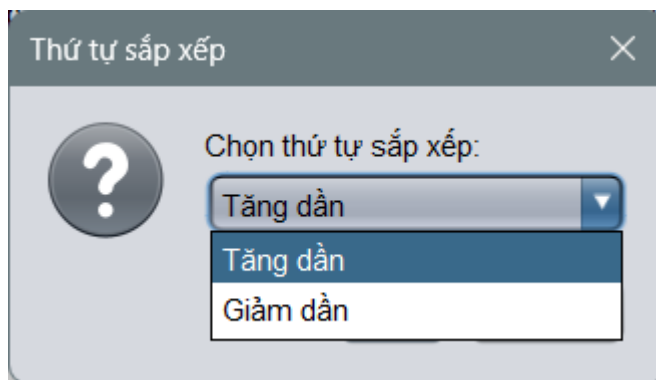 Thứ tự sắp xếp
Chọn thứ tự sắp xếp:
Tăng dần
Tăng dần
Giảm dần